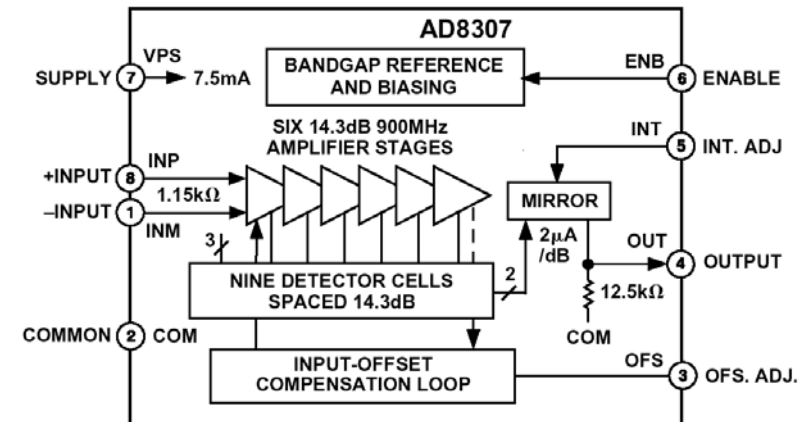 AD8307
VPS
SUPPLY 7 7.5mA
BANDGAP REFERENCE
AND BIASING
ENB
6 ENABLE
SIX 14.3dB 900MHz
AMPLIFIER STAGES
INT
5 INT. ADJ
INP
+INPUT 8
1.15kΩ
–INPUT 1
INM
MIRROR
2μA
/dB
OUT
4 OUTPUT
3
NINE DETECTOR CELLS
SPACED 14.3dB
2
12.5kΩ
COM
COMMON 2 COM
INPUT-OFFSET
COMPENSATION LOOP
OFS
3 OFS. ADJ.